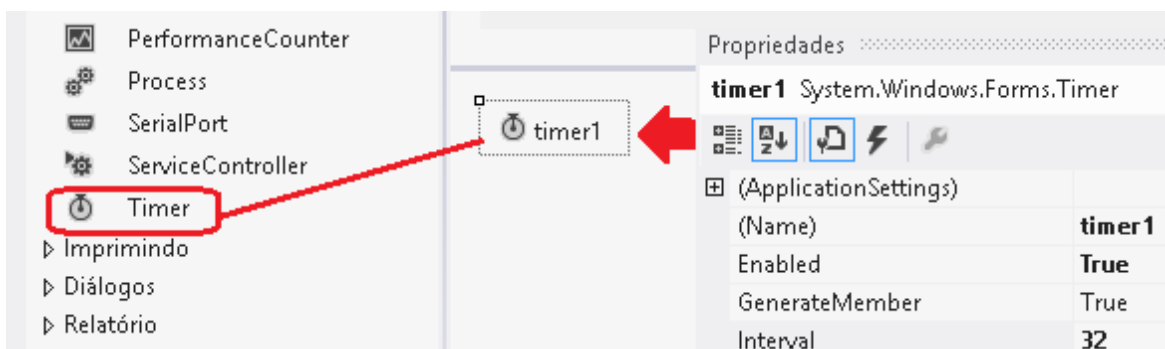 PerformanceCounter
Process
SerialPort
ServiceController
Timer
Imprimindo
Diálogos
Relatório
timer1
Propriedades
timer1 System.Windows.Forms.Timer
(ApplicationSettings)
(Name) timer1
Enabled True
GenerateMember True
Interval 32